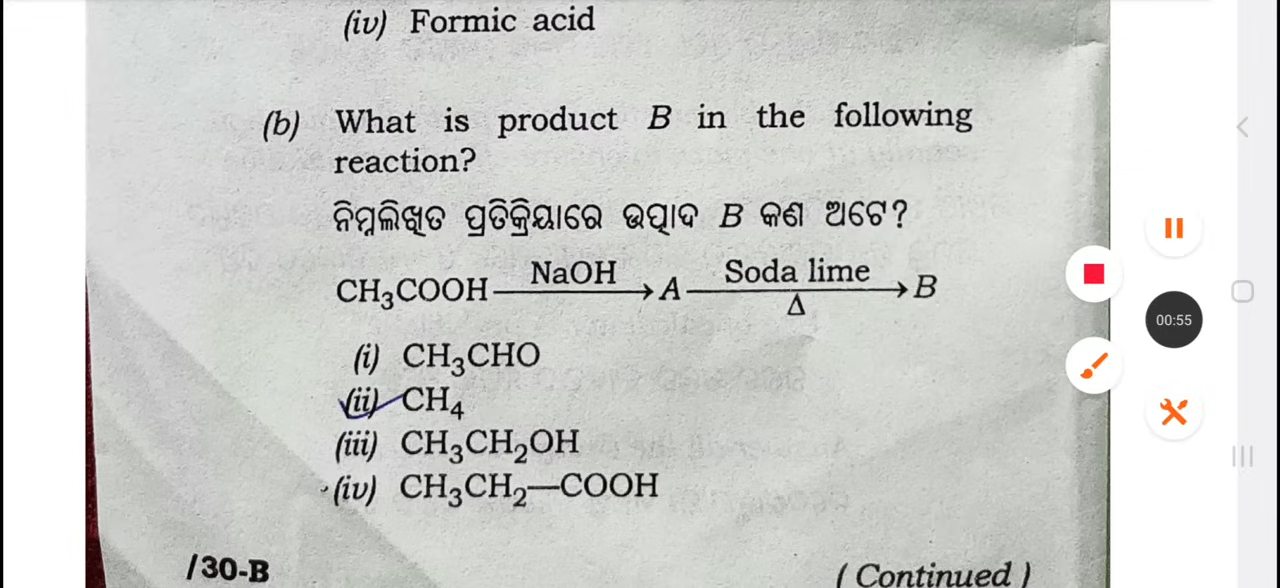 (iv) Formic acid
(b) What is product B in the following
reaction?
ନିମ୍ନଲିଖିତ ପ୍ରତିକ୍ରିୟାରେ ଉତ୍ପାଦ B କଣ ଅଟେ?
CH₃COOH —NaOH→ A —Soda lime/Δ→ B
(i) CH₃CHO
(ii) CH₄
(iii) CH₃CH₂OH
(iv) CH₃CH₂—COOH
/30-B
(Continued)
00:55